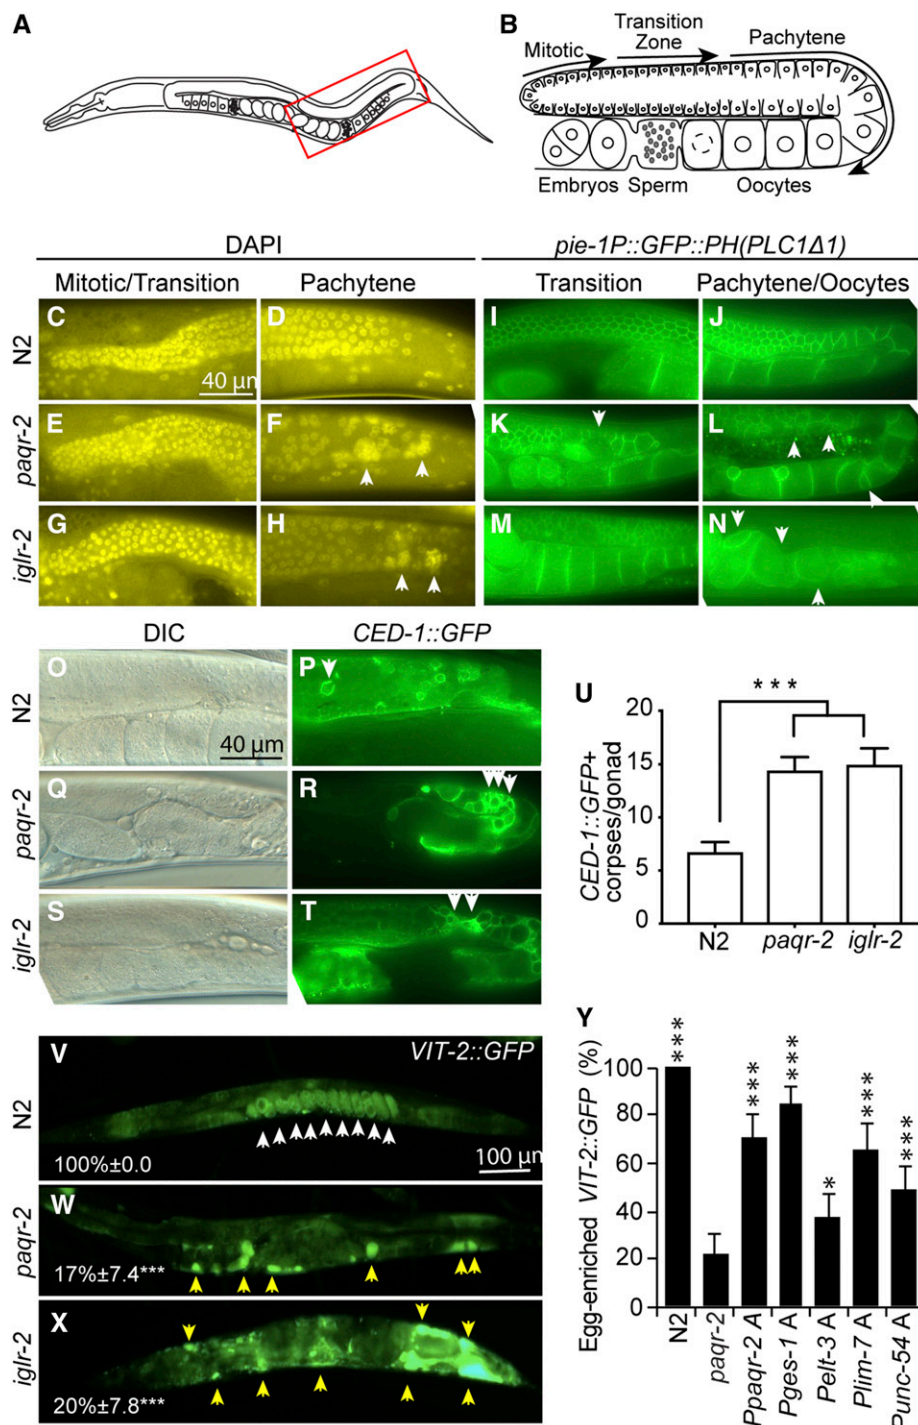 A
B
Mitotic
Transition
Zone
Pachytene
Embryos Sperm Oocytes
DAPI
pie-1P::GFP::PH(PLC1Δ1)
Mitotic/Transition
Pachytene
Transition
Pachytene/Oocytes
N2
C
40 µm
D
I
J
paqr-2
E
F
K
L
iglr-2
G
H
M
N
DIC
CED-1::GFP
N2
O
40 µm
P
paqr-2
Q
R
iglr-2
S
T
U
***
CED-1::GFP+
corpses/gonad
20
15
10
5
0
N2 paqr-2 iglr-2
N2
V
VIT-2::GFP
100%±0.0
100 µm
paqr-2
W
17%±7.4***
iglr-2
X
20%±7.8***
Y
Egg-enriched VIT-2::GFP (%)
100
80
60
40
20
0
***
***
***
*
***
***
N2
paqr-2
Ppaqr-2 A
Pges-1 A
Pelt-3 A
Plim-7 A
Punc-54 A